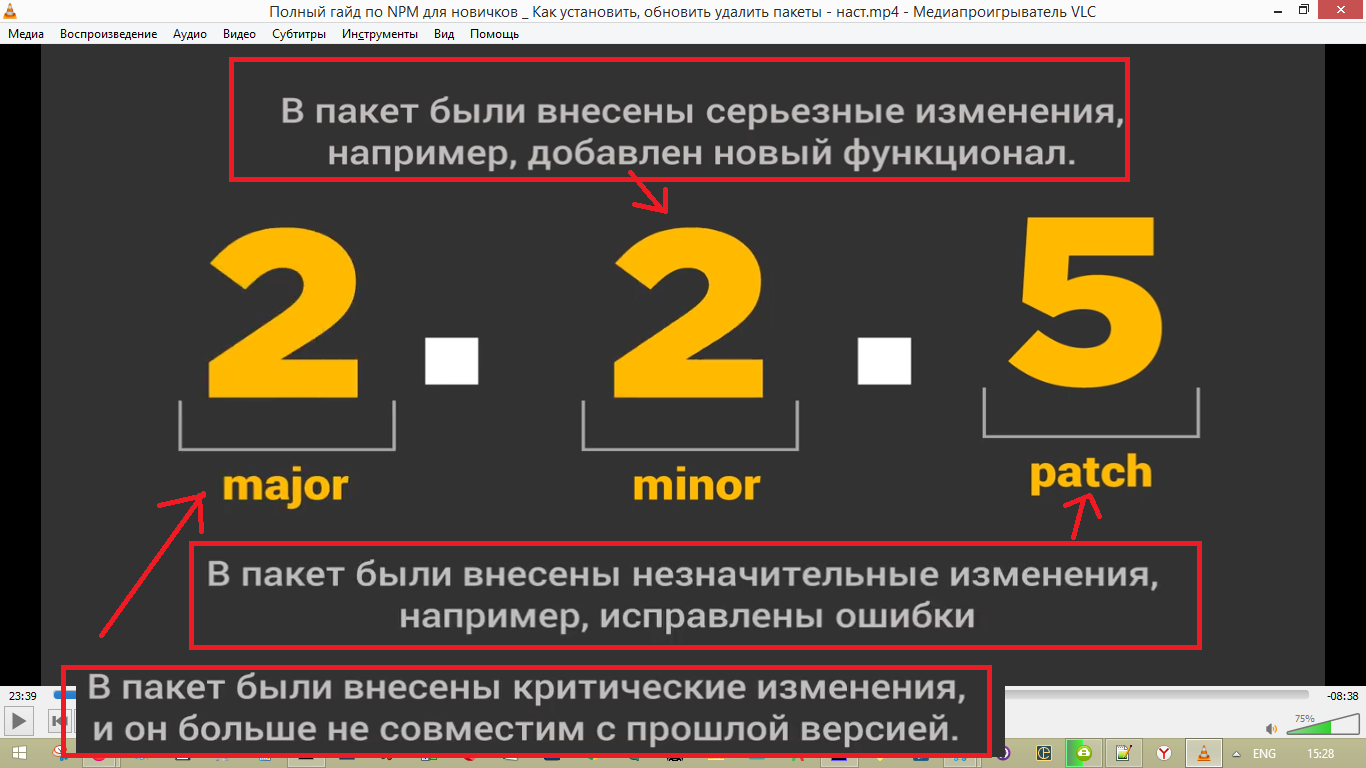 Полный гайд по NPM для новичков _ Как установить, обновить удалить пакеты - наст.mp4 - Медиапроигрыватель VLC
Медиа Воспроизведение Аудио Видео Субтитры Инструменты Вид Помощь
В пакет были внесены серьезные изменения,
например, добавлен новый функционал.
2 . 2 . 5
major minor patch
В пакет были внесены незначительные изменения,
например, исправлены ошибки
В пакет были внесены критические изменения,
и он больше не совместим с прошлой версией.
23:39 -08:38
75%
ENG 15:28